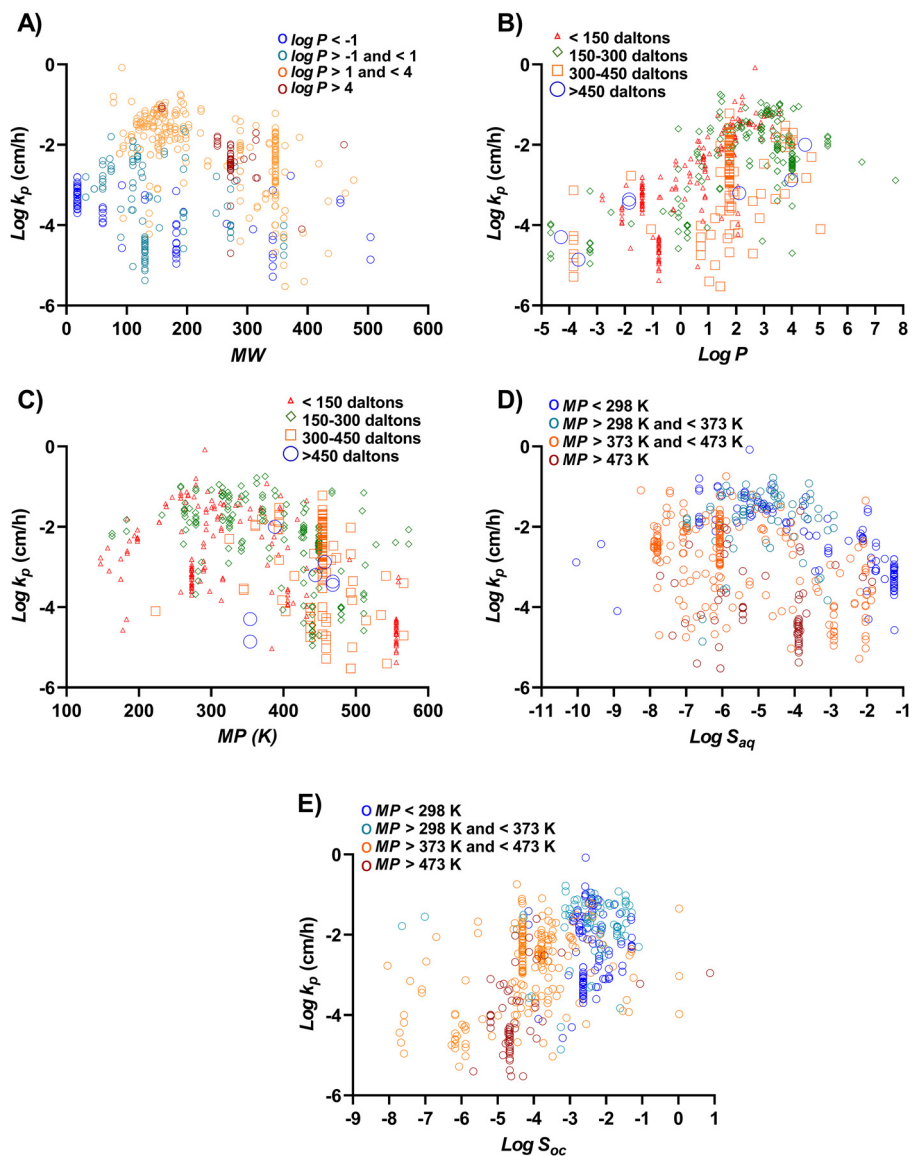 A)
o log P < -1
o log P > -1 and < 1
o log P > 1 and < 4
o log P > 4
Log kp (cm/h)
0
-2
-4
-6
0 100 200 300 400 500 600
MW
B)
< 150 daltons
150-300 daltons
300-450 daltons
>450 daltons
Log kp (cm/h)
0
-2
-4
-6
-5 -4 -3 -2 -1 0 1 2 3 4 5 6 7 8
Log P
C)
< 150 daltons
150-300 daltons
300-450 daltons
>450 daltons
Log kp (cm/h)
0
-2
-4
-6
100 200 300 400 500 600
MP (K)
D)
o MP < 298 K
o MP > 298 K and < 373 K
o MP > 373 K and < 473 K
o MP > 473 K
Log kp (cm/h)
0
-2
-4
-6
-11 -10 -9 -8 -7 -6 -5 -4 -3 -2 -1
Log Saq
E)
o MP < 298 K
o MP > 298 K and < 373 K
o MP > 373 K and < 473 K
o MP > 473 K
Log kp (cm/h)
0
-2
-4
-6
-9 -8 -7 -6 -5 -4 -3 -2 -1 0 1
Log Soc